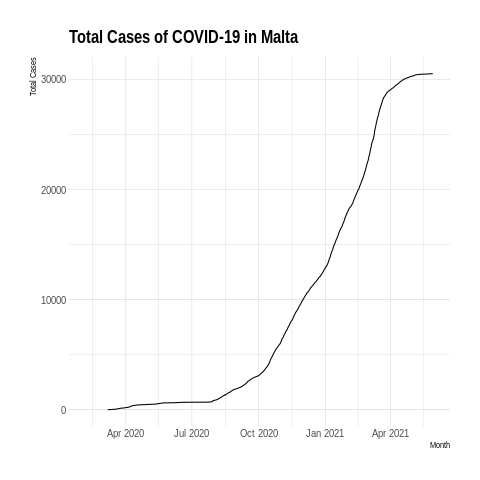 Total Cases of COVID-19 in Malta
Total Cases
30000
20000
10000
0
Apr 2020 Jul 2020 Oct 2020 Jan 2021 Apr 2021
Month